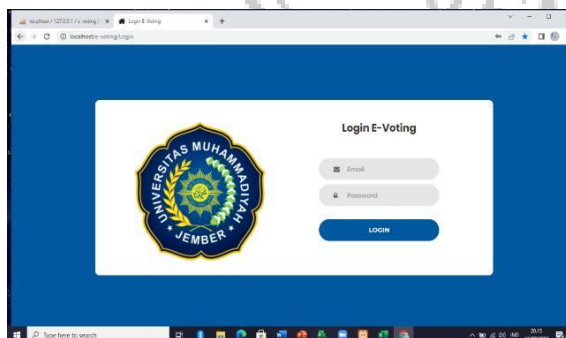 localhost / 127.0.0.1 / e voting |
Login E Voting
localhost/e-voting/Login
UNIVERSITAS MUHAMMADIYAH
JEMBER
Login E-Voting
Email
Password
LOGIN
Type here to search
IND
20.15